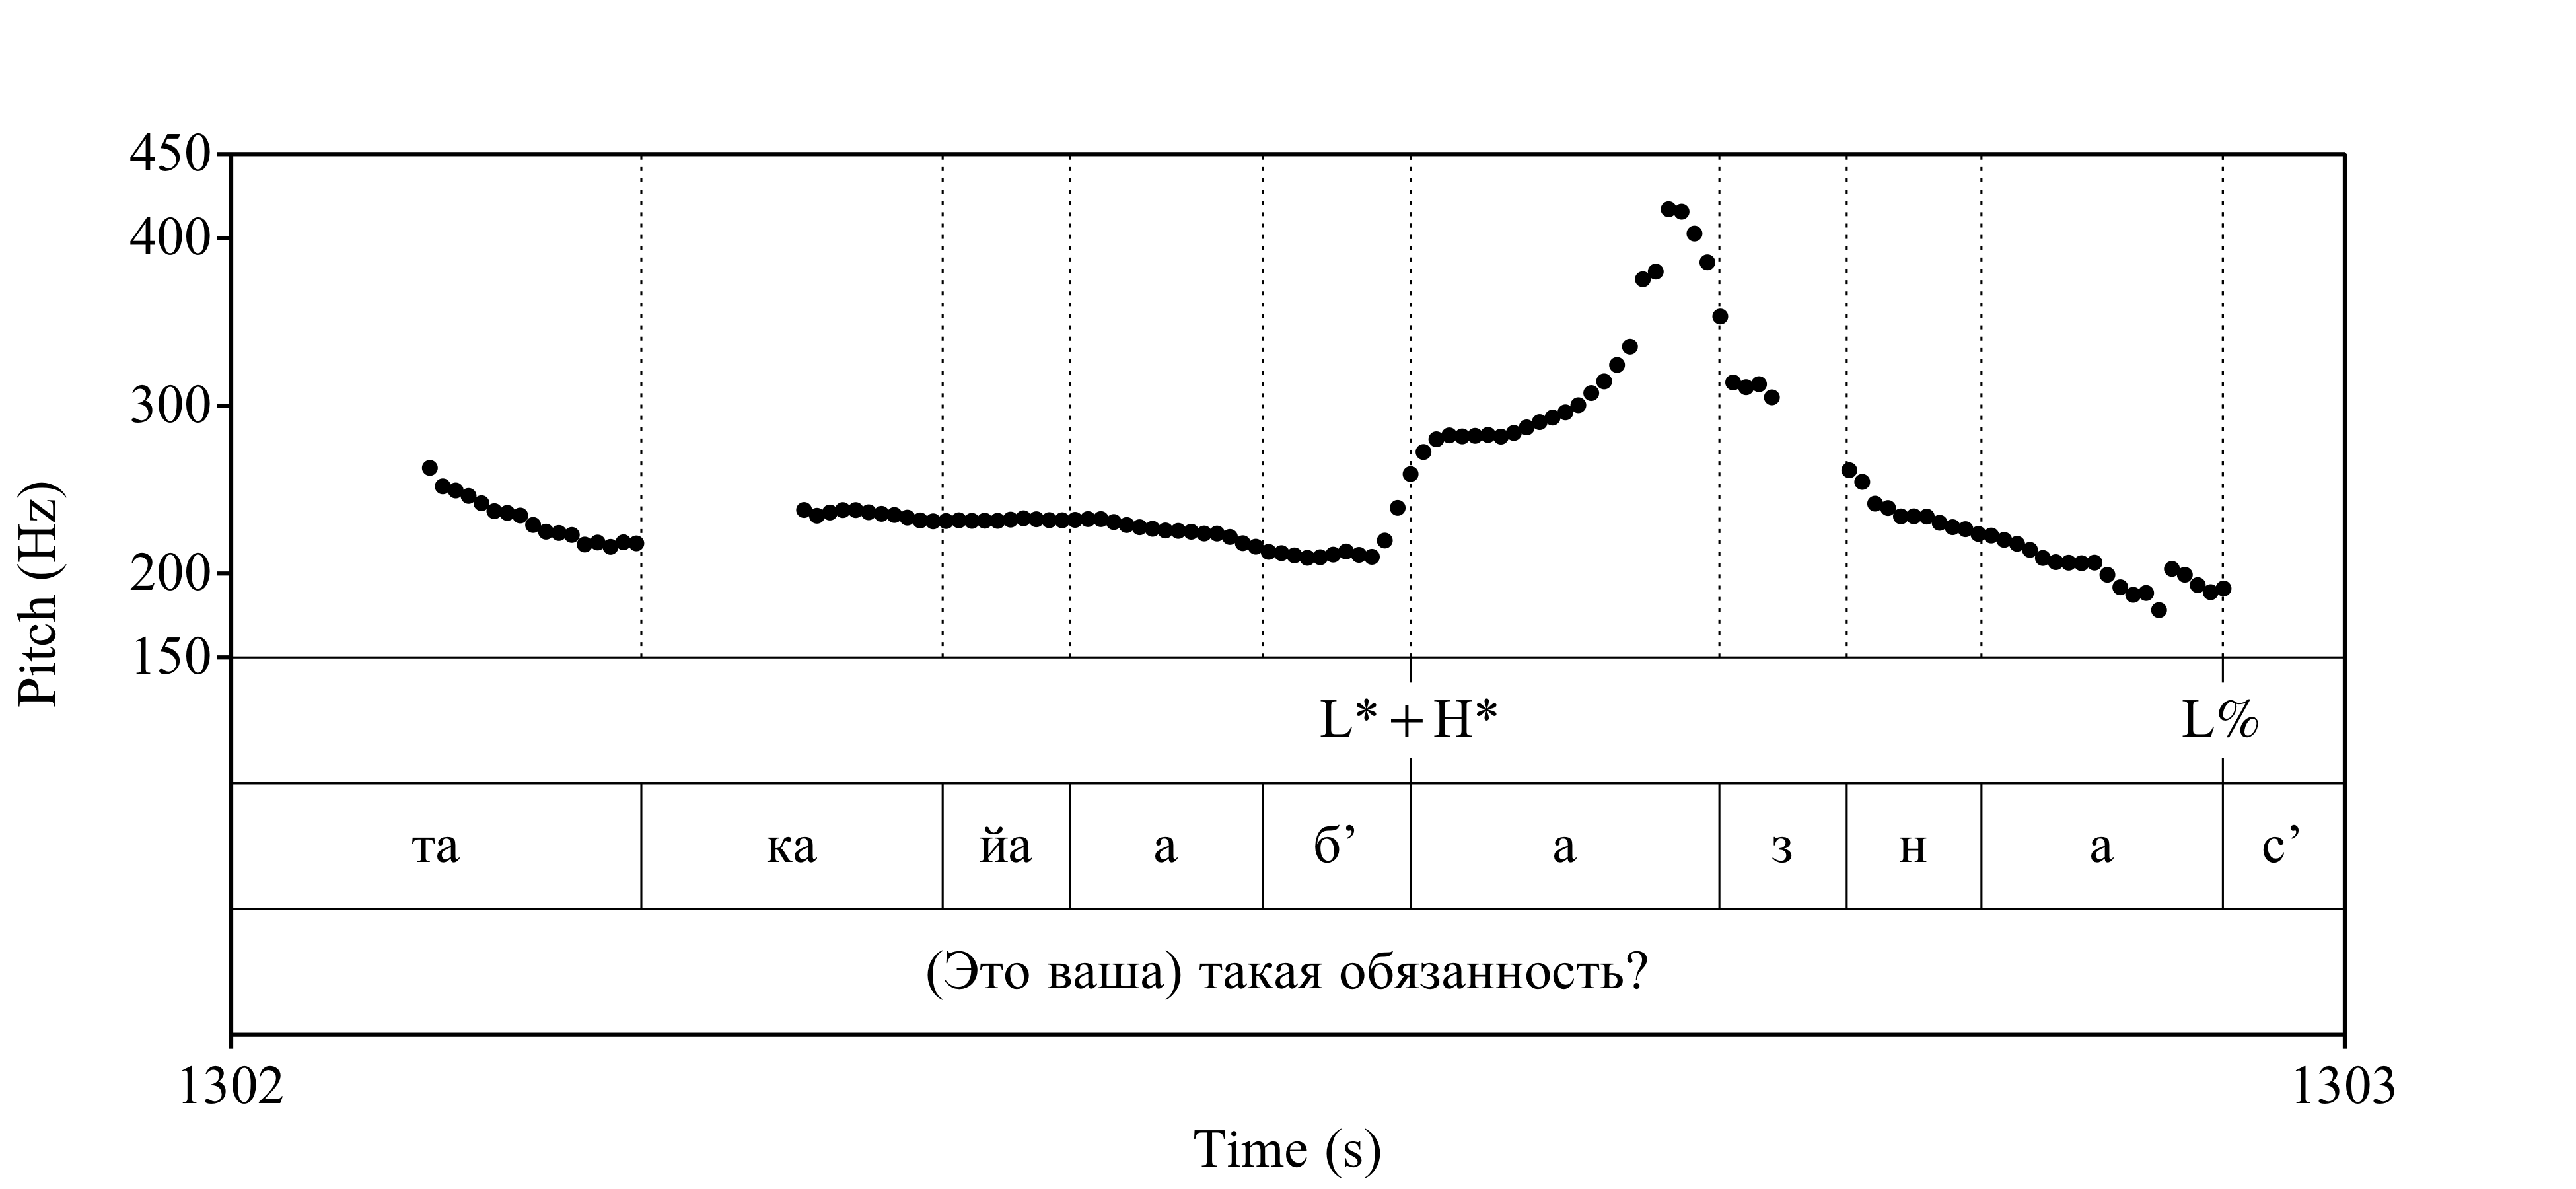 450
400
300
200
150
Pitch (Hz)
L*+H* L%
та ка йа а б’ а з н а с’
(Это ваша) такая обязанность?
1302 1303
Time (s)